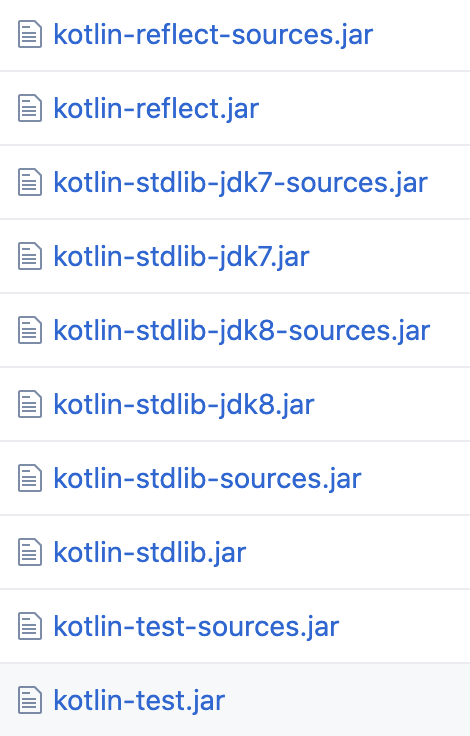 kotlin-reflect-sources.jar
kotlin-reflect.jar
kotlin-stdlib-jdk7-sources.jar
kotlin-stdlib-jdk7.jar
kotlin-stdlib-jdk8-sources.jar
kotlin-stdlib-jdk8.jar
kotlin-stdlib-sources.jar
kotlin-stdlib.jar
kotlin-test-sources.jar
kotlin-test.jar